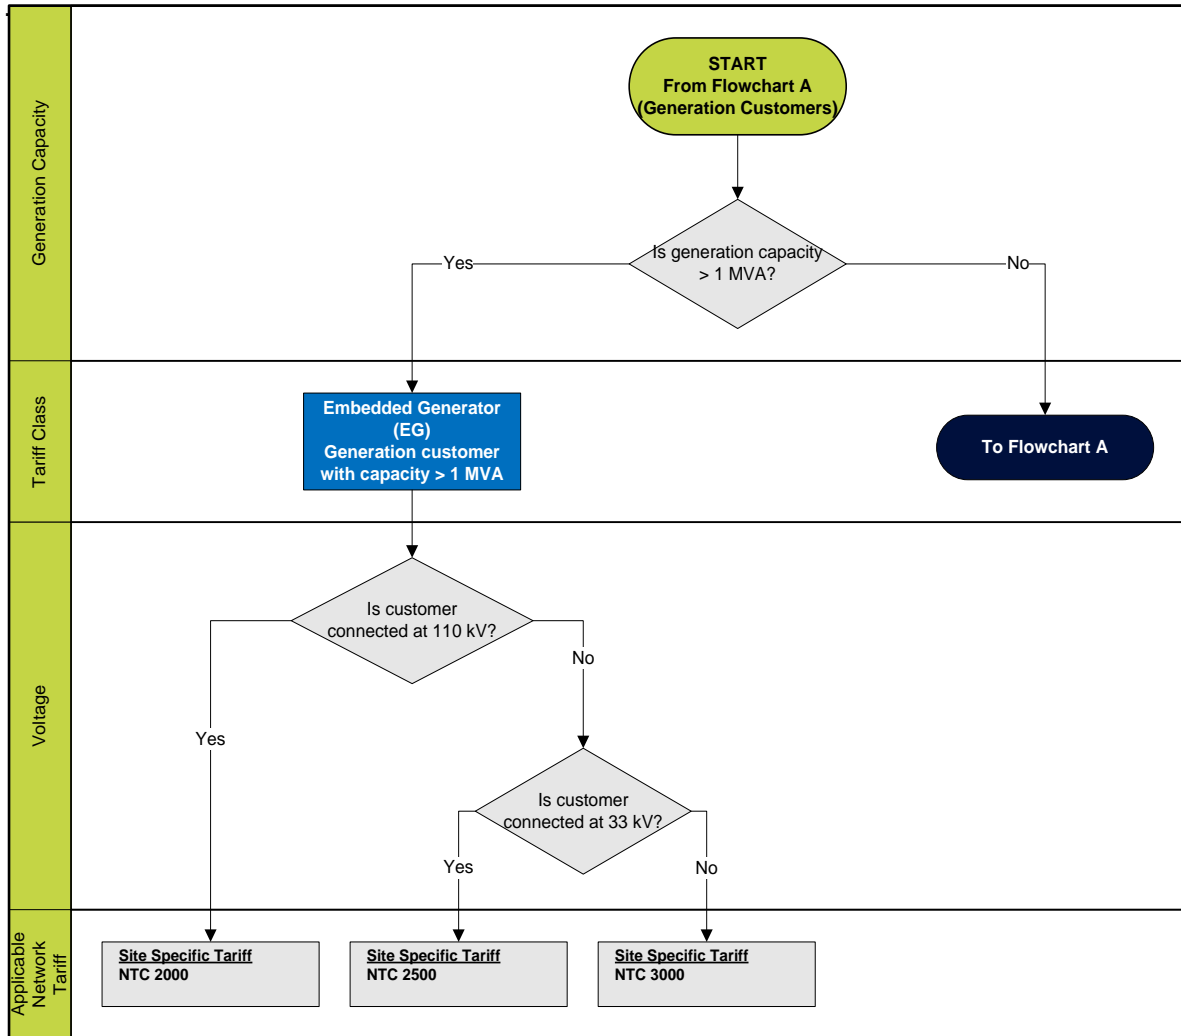 Generation Capacity
START
From Flowchart A
(Generation Customers)
Is generation capacity
> 1 MVA?
Yes
No
Tariff Class
Embedded Generator
(EG)
Generation customer
with capacity > 1 MVA
To Flowchart A
Voltage
Is customer
connected at 110 kV?
No
Yes
Is customer
connected at 33 kV?
Yes
No
Applicable
Network
Tariff
Site Specific Tariff
NTC 2000
Site Specific Tariff
NTC 2500
Site Specific Tariff
NTC 3000